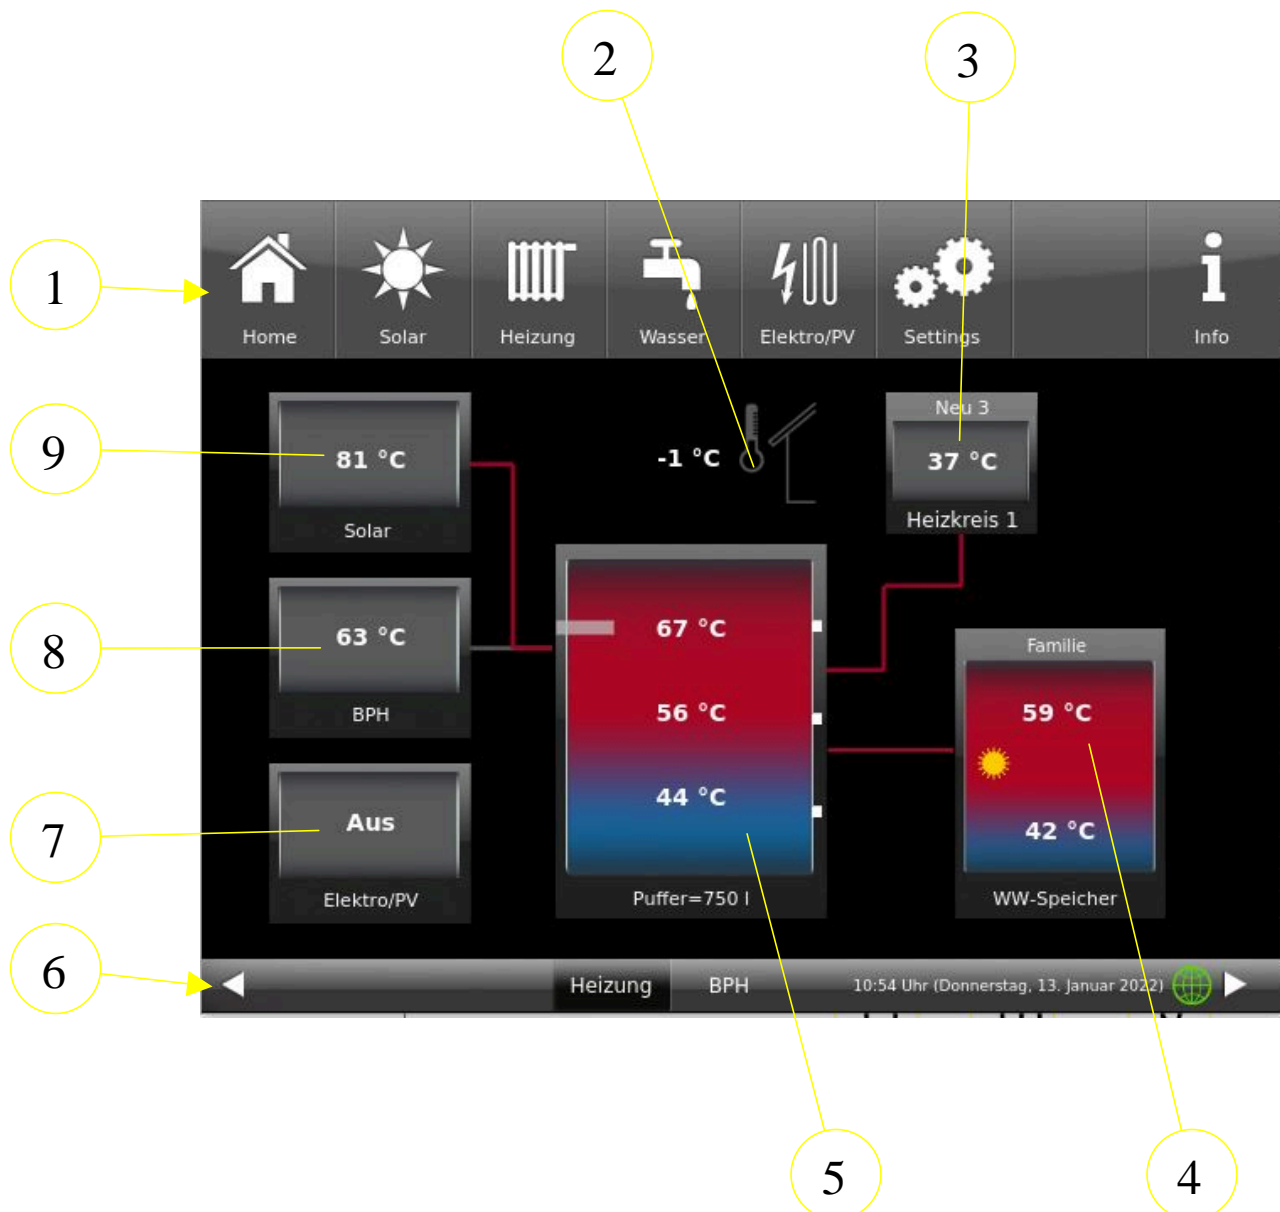 2
3
1
Home
Solar
Heizung
Wasser
Elektro/PV
Settings
Info
9
81 °C
Solar
-1 °C
Neu 3
37 °C
Heizkreis 1
8
63 °C
BPH
67 °C
56 °C
44 °C
Puffer=750 l
Familie
59 °C
42 °C
WW-Speicher
7
Aus
Elektro/PV
6
Heizung
BPH
10:54 Uhr (Donnerstag, 13. Januar 2022)
5
4